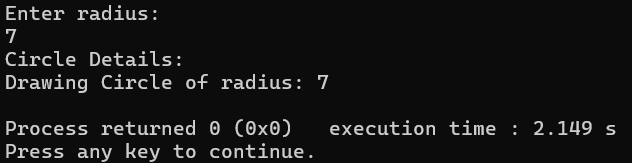 Enter radius:
7
Circle Details:
Drawing Circle of radius: 7

Process returned 0 (0x0)   execution time : 2.149 s
Press any key to continue.